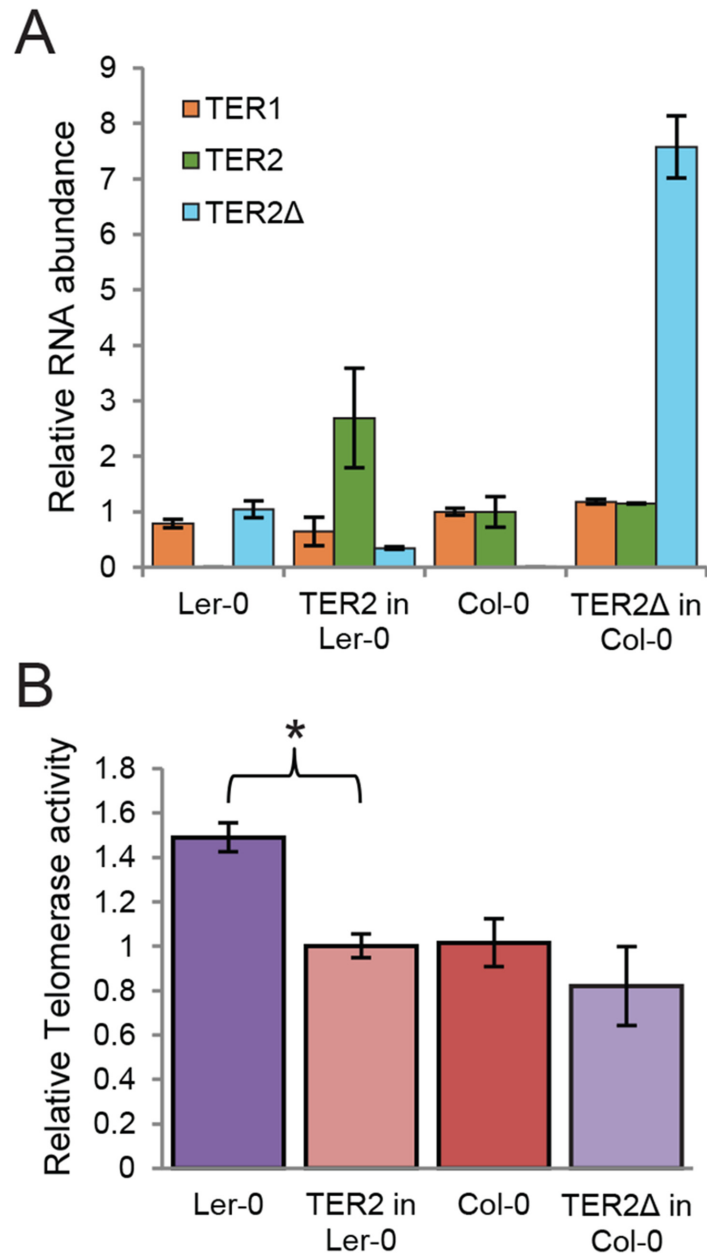 A
Relative RNA abundance
9
8
7
6
5
4
3
2
1
0
TER1
TER2
TER2Δ
Ler-0
TER2 in
Ler-0
Col-0
TER2Δ in
Col-0
B
Relative Telomerase activity
1.8
1.6
1.4
1.2
1
0.8
0.6
0.4
0.2
0
*
Ler-0
TER2 in
Ler-0
Col-0
TER2Δ in
Col-0